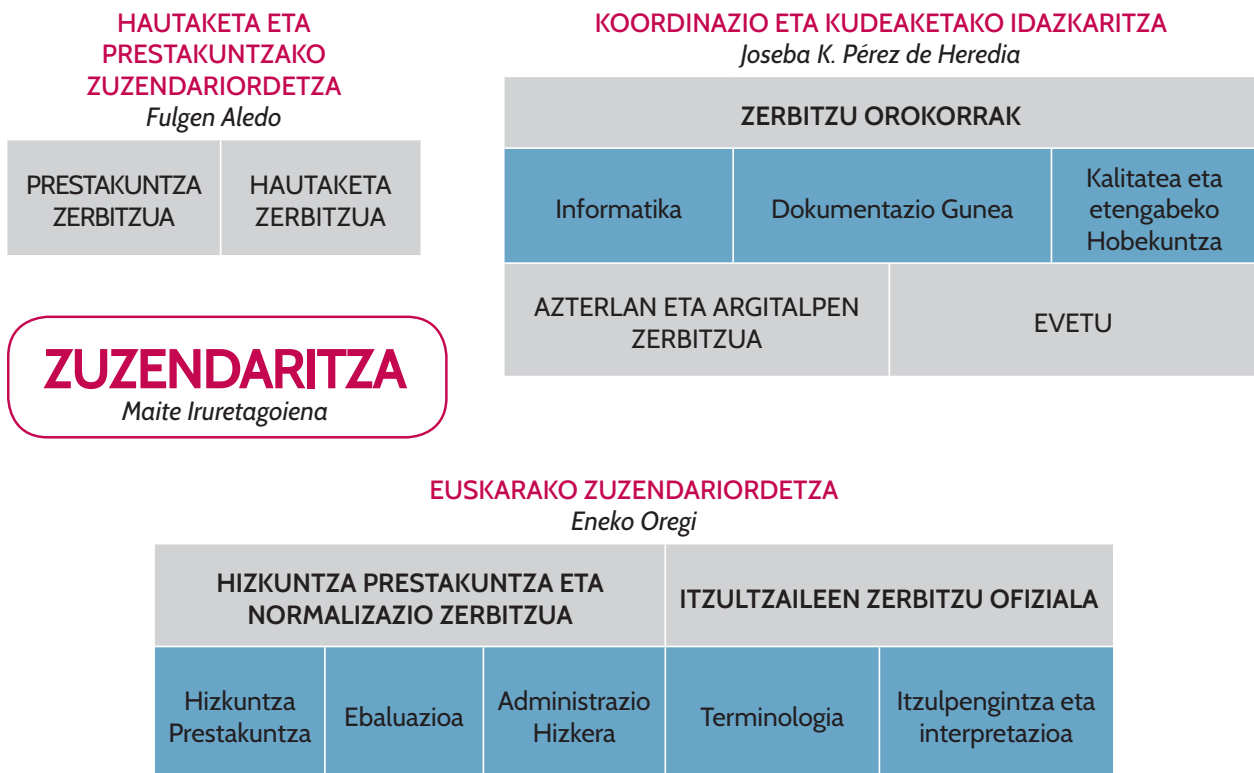 HAUTAKETA ETA
PRESTAKUNTZAKO
ZUZENDARIORDETZA
Fulgen Aledo
PRESTAKUNTZA
ZERBITZUA
HAUTAKETA
ZERBITZUA
KOORDINAZIO ETA KUDEAKETAKO IDAZKARITZA
Joseba K. Pérez de Heredia
ZERBITZU OROKORRAK
Informatika
Dokumentazio Gunea
Kalitatea eta
etengabeko
Hobekuntza
AZTERLAN ETA ARGITALPEN
ZERBITZUA
EVETU
ZUZENDARITZA
Maite Iruretagoiena
EUSKARAKO ZUZENDARIORDETZA
Eneko Oregi
HIZKUNTZA PRESTAKUNTZA ETA
NORMALIZAZIO ZERBITZUA
ITZULTZAILEEN ZERBITZU OFIZIALA
Hizkuntza
Prestakuntza
Ebaluazioa
Administrazio
Hizkera
Terminologia
Itzulpengintza eta
interpretazioa